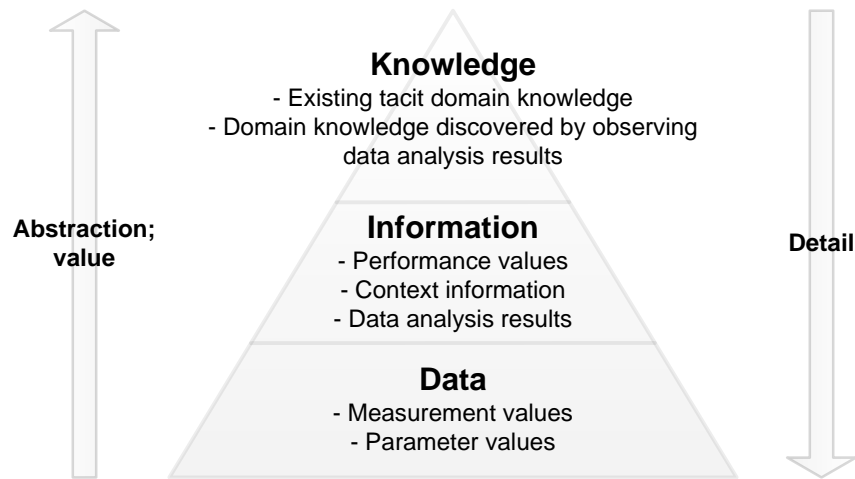 Knowledge
- Existing tacit domain knowledge
- Domain knowledge discovered by observing
data analysis results
Abstraction;
value
Information
- Performance values
- Context information
- Data analysis results
Detail
Data
- Measurement values
- Parameter values